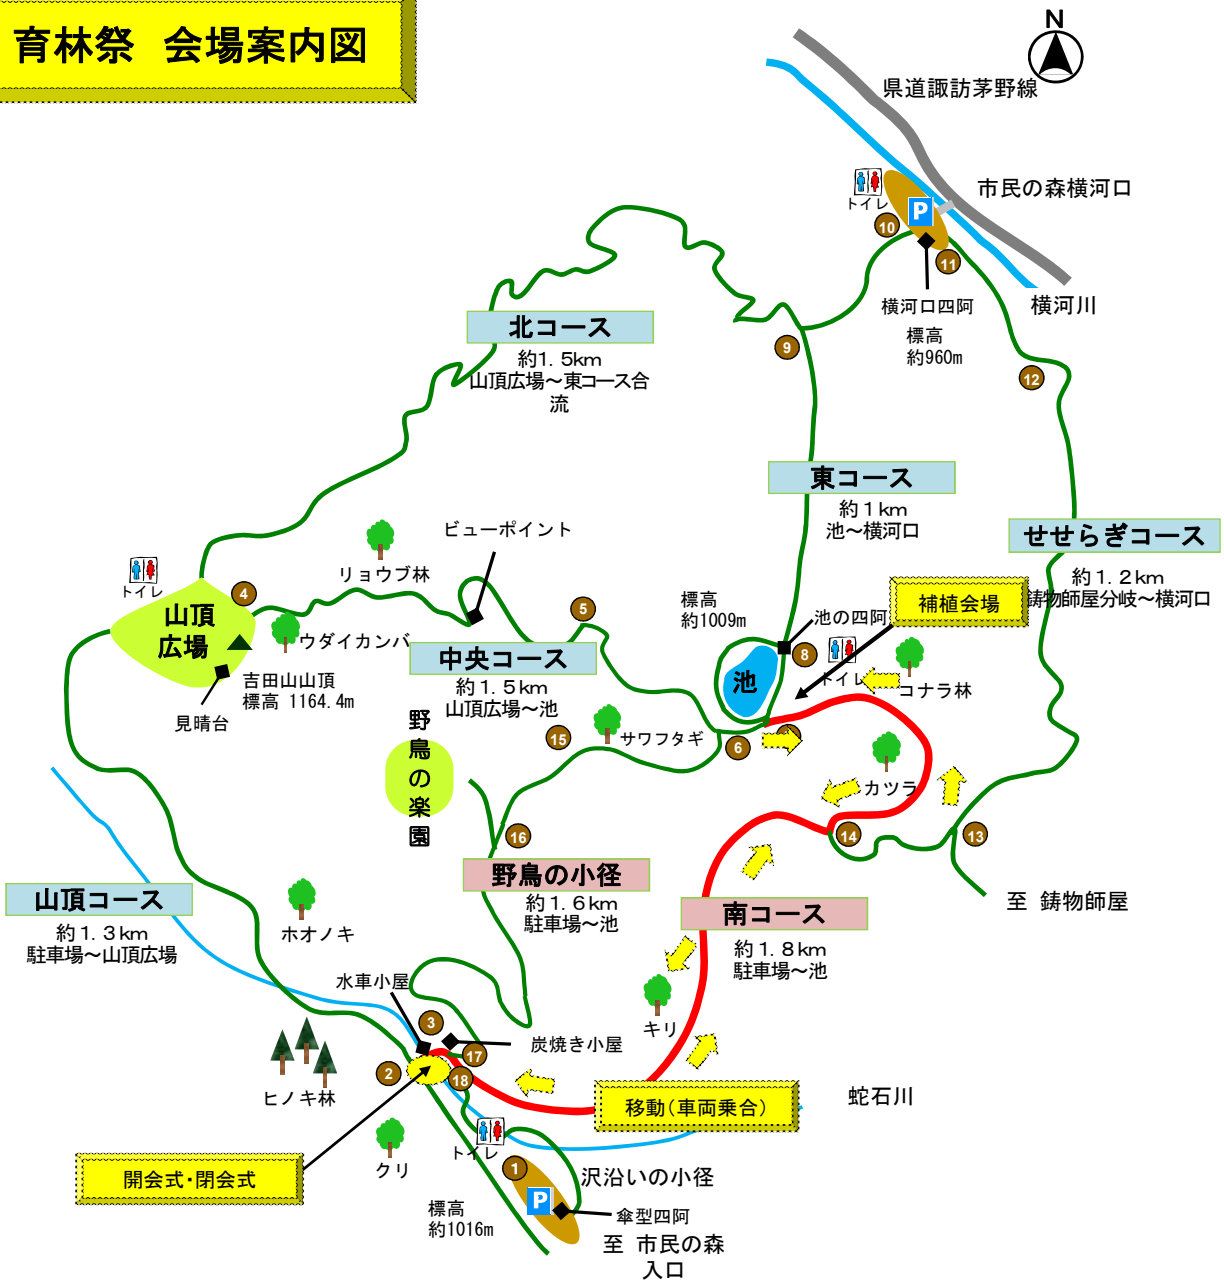 育林祭　会場案内図
N
県道諏訪茅野線
市民の森横河口
トイレ
P
10
11
横河口四阿
横河川
標高
約960m
北コース
約1.5km
山頂広場～東コース合
流
9
12
東コース
約1km
池～横河口
せせらぎコース
約1.2km
鋳物師屋分岐～横河口
ビューポイント
リョウブ林
トイレ
4
山頂
広場
ウダイカンバ
吉田山山頂
標高 1164.4m
見晴台
5
中央コース
約1.5km
山頂広場～池
標高
約1009m
池の四阿
補植会場
8
トイレ
コナラ林
池
野鳥の楽園
15
サワフタギ
6
カツラ
16
14
13
野鳥の小径
約1.6km
駐車場～池
南コース
約1.8km
駐車場～池
至 鋳物師屋
山頂コース
約1.3km
駐車場～山頂広場
ホオノキ
水車小屋
キリ
3
炭焼き小屋
17
2
18
ヒノキ林
移動(車両乗合)
蛇石川
クリ
トイレ
開会式・閉会式
1
P
沢沿いの小径
標高
約1016m
傘型四阿
至 市民の森
入口